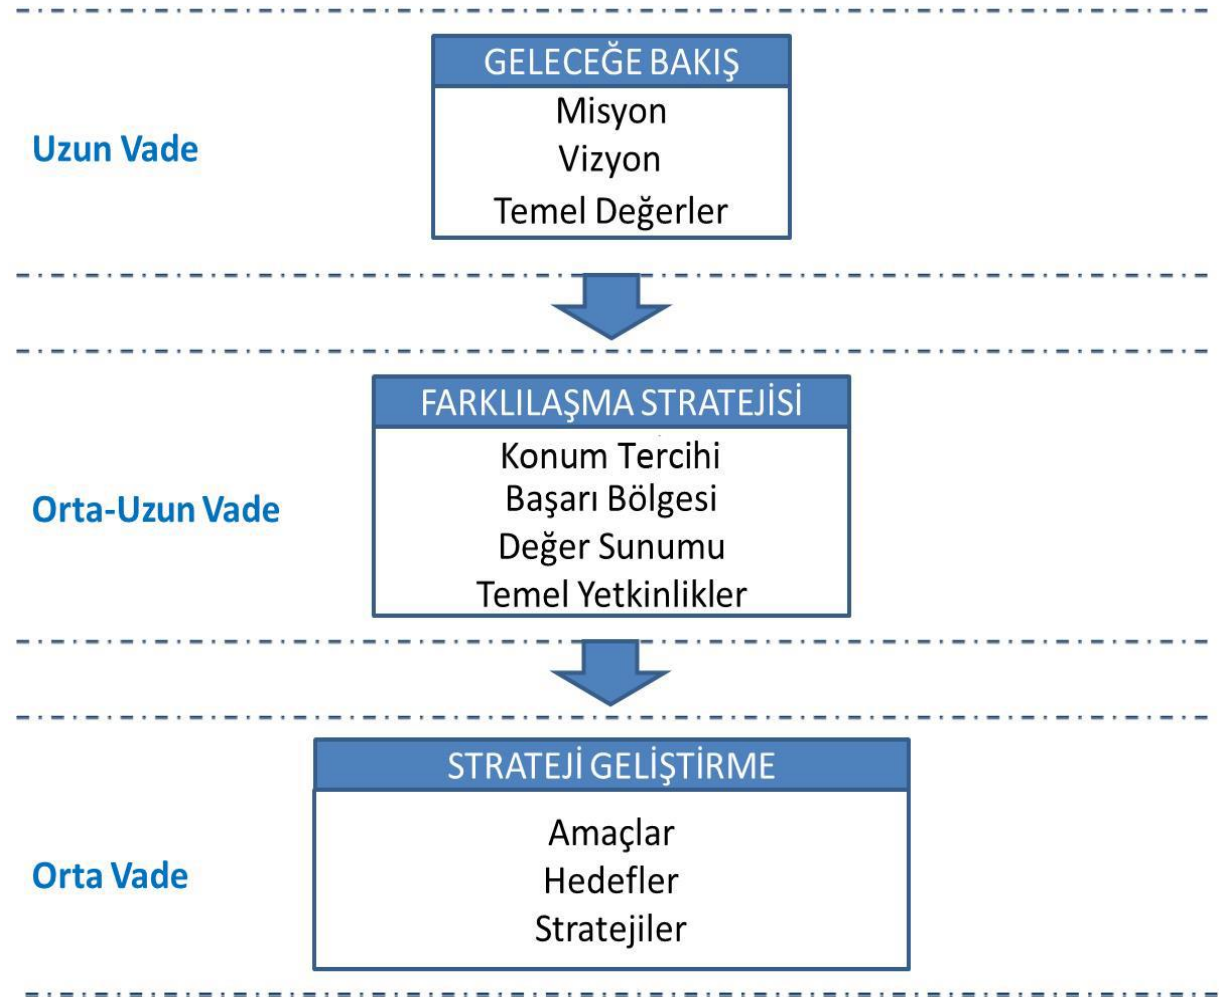 GELECEĞE BAKIŞ
Misyon
Uzun Vade
Vizyon
Temel Değerler
FARKLILAŞMA STRATEJİSİ
Konum Tercihi
Başarı Bölgesi
Orta-Uzun Vade
Değer Sunumu
Temel Yetkinlikler
STRATEJİ GELİŞTİRME
Amaçlar
Orta Vade
Hedefler
Stratejiler